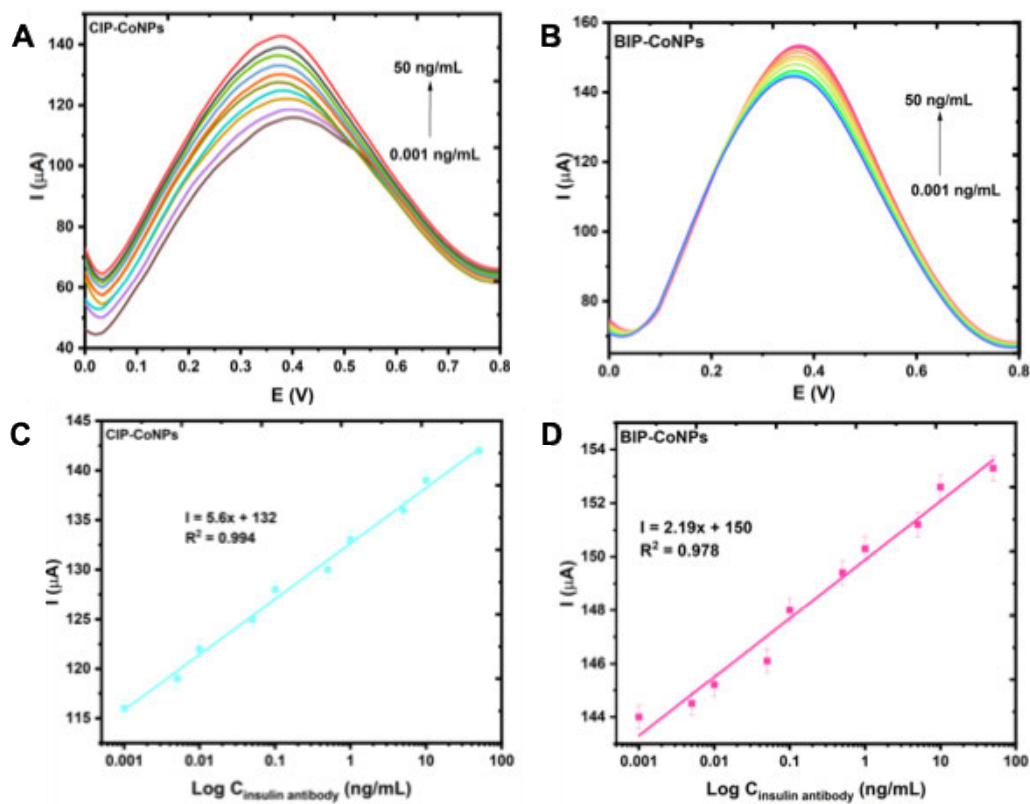 A
CIP-CoNPs
140
120
100
80
60
40
I (μA)
50 ng/mL
0.001 ng/mL
0.0 0.1 0.2 0.3 0.4 0.5 0.6 0.7 0.8
E (V)
B
BIP-CoNPs
150
120
100
80
I (μA)
50 ng/mL
0.001 ng/mL
0.0 0.2 0.4 0.6 0.8
E (V)
C
CIP-CoNPs
145
140
135
130
125
120
115
I (μA)
I = 5.6x + 132
R² = 0.994
0.001 0.01 0.1 1 10 100
Log C insulin antibody (ng/mL)
D
BIP-CoNPs
154
152
150
148
146
144
I (μA)
I = 2.19x + 150
R² = 0.978
0.001 0.01 0.1 1 10 100
Log C insulin antibody (ng/mL)